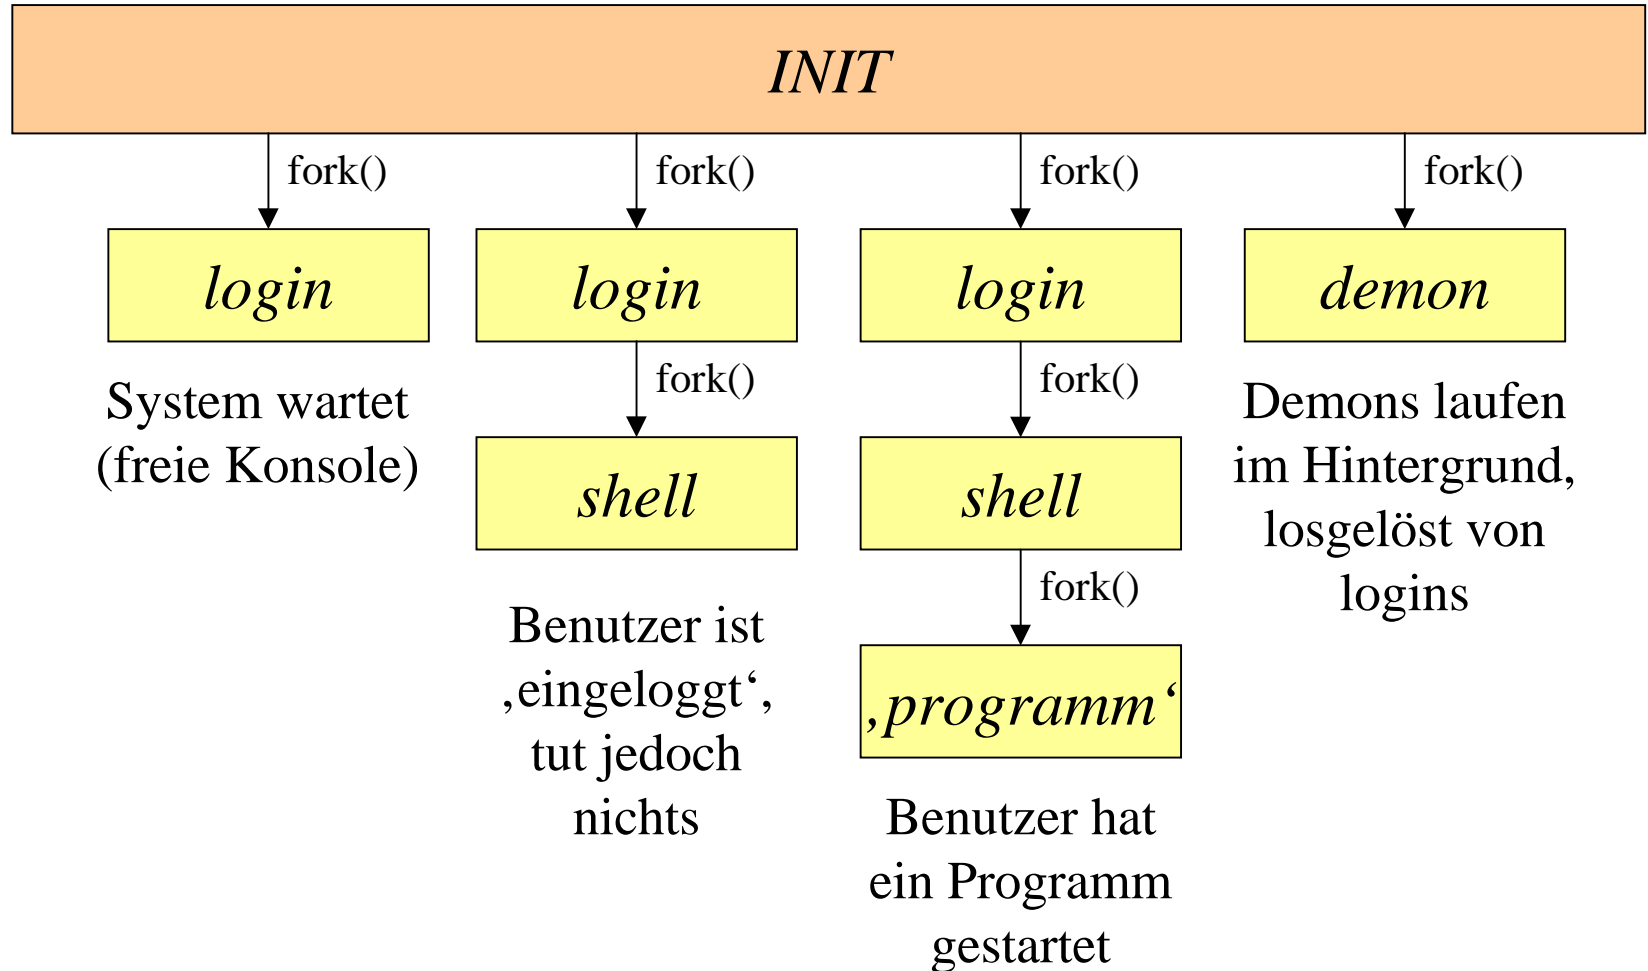 INIT
fork()
fork()
fork()
fork()
login
login
login
demon
System wartet
(freie Konsole)
fork()
fork()
Demons laufen
im Hintergrund,
losgelöst von
logins
shell
shell
Benutzer ist
‚eingeloggt‘,
tut jedoch
nichts
fork()
‚programm‘
Benutzer hat
ein Programm
gestartet